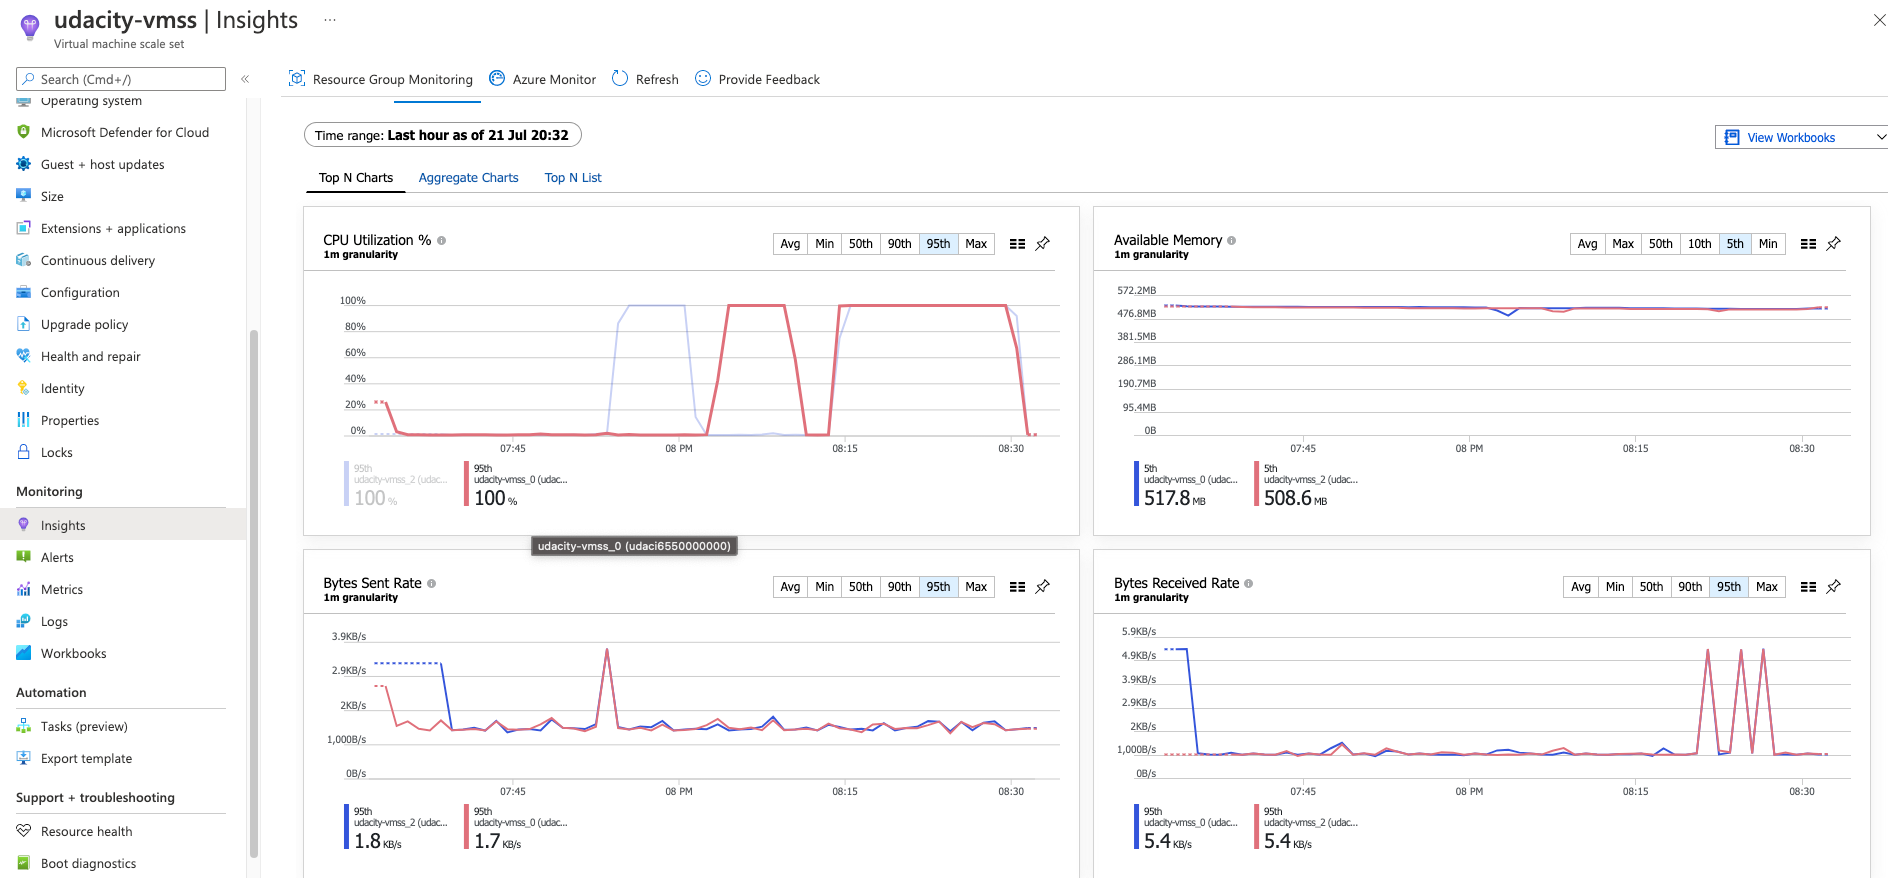 udacity-vmss | Insights ...
Virtual machine scale set
Search (Cmd+/)
«
Resource Group Monitoring
Azure Monitor
Refresh
Provide Feedback
Operating system
Microsoft Defender for Cloud
Guest + host updates
Size
Extensions + applications
Continuous delivery
Configuration
Upgrade policy
Health and repair
Identity
Properties
Locks
Monitoring
Insights
Alerts
Metrics
Logs
Workbooks
Automation
Tasks (preview)
Export template
Support + troubleshooting
Resource health
Boot diagnostics
Time range: Last hour as of 21 Jul 20:32
View Workbooks
Top N Charts
Aggregate Charts
Top N List
CPU Utilization %
1m granularity
Avg Min 50th 90th 95th Max
100%
80%
60%
40%
20%
0%
07:45 08 PM 08:15 08:30
95th
udacity-vmss_2 (udac...
100 %
95th
udacity-vmss_0 (udac...
100 %
udacity-vmss_0 (udaci6550000000)
Available Memory
1m granularity
Avg Max 50th 10th 5th Min
572.2MB
476.8MB
381.5MB
286.1MB
190.7MB
95.4MB
0B
07:45 08 PM 08:15 08:30
5th
udacity-vmss_0 (udac...
517.8 MB
5th
udacity-vmss_2 (udac...
508.6 MB
Bytes Sent Rate
1m granularity
Avg Min 50th 90th 95th Max
3.9KB/s
2.9KB/s
2KB/s
1,000B/s
0B/s
07:45 08 PM 08:15 08:30
95th
udacity-vmss_2 (udac...
1.8 KB/s
95th
udacity-vmss_0 (udac...
1.7 KB/s
Bytes Received Rate
1m granularity
Avg Min 50th 90th 95th Max
5.9KB/s
4.9KB/s
3.9KB/s
2.9KB/s
2KB/s
1,000B/s
0B/s
07:45 08 PM 08:15 08:30
95th
udacity-vmss_0 (udac...
5.4 KB/s
95th
udacity-vmss_2 (udac...
5.4 KB/s